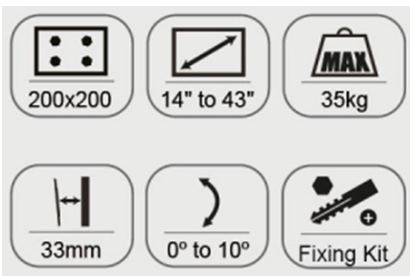 200x200
14" to 43"
MAX
35kg
33mm
0º to 10º
Fixing Kit